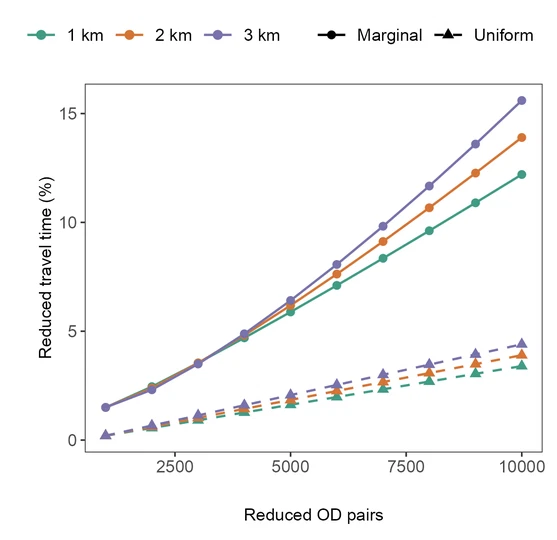 1 km 2 km 3 km Marginal Uniform
Reduced travel time (%)
15
10
5
0
2500 5000 7500 10000
Reduced OD pairs